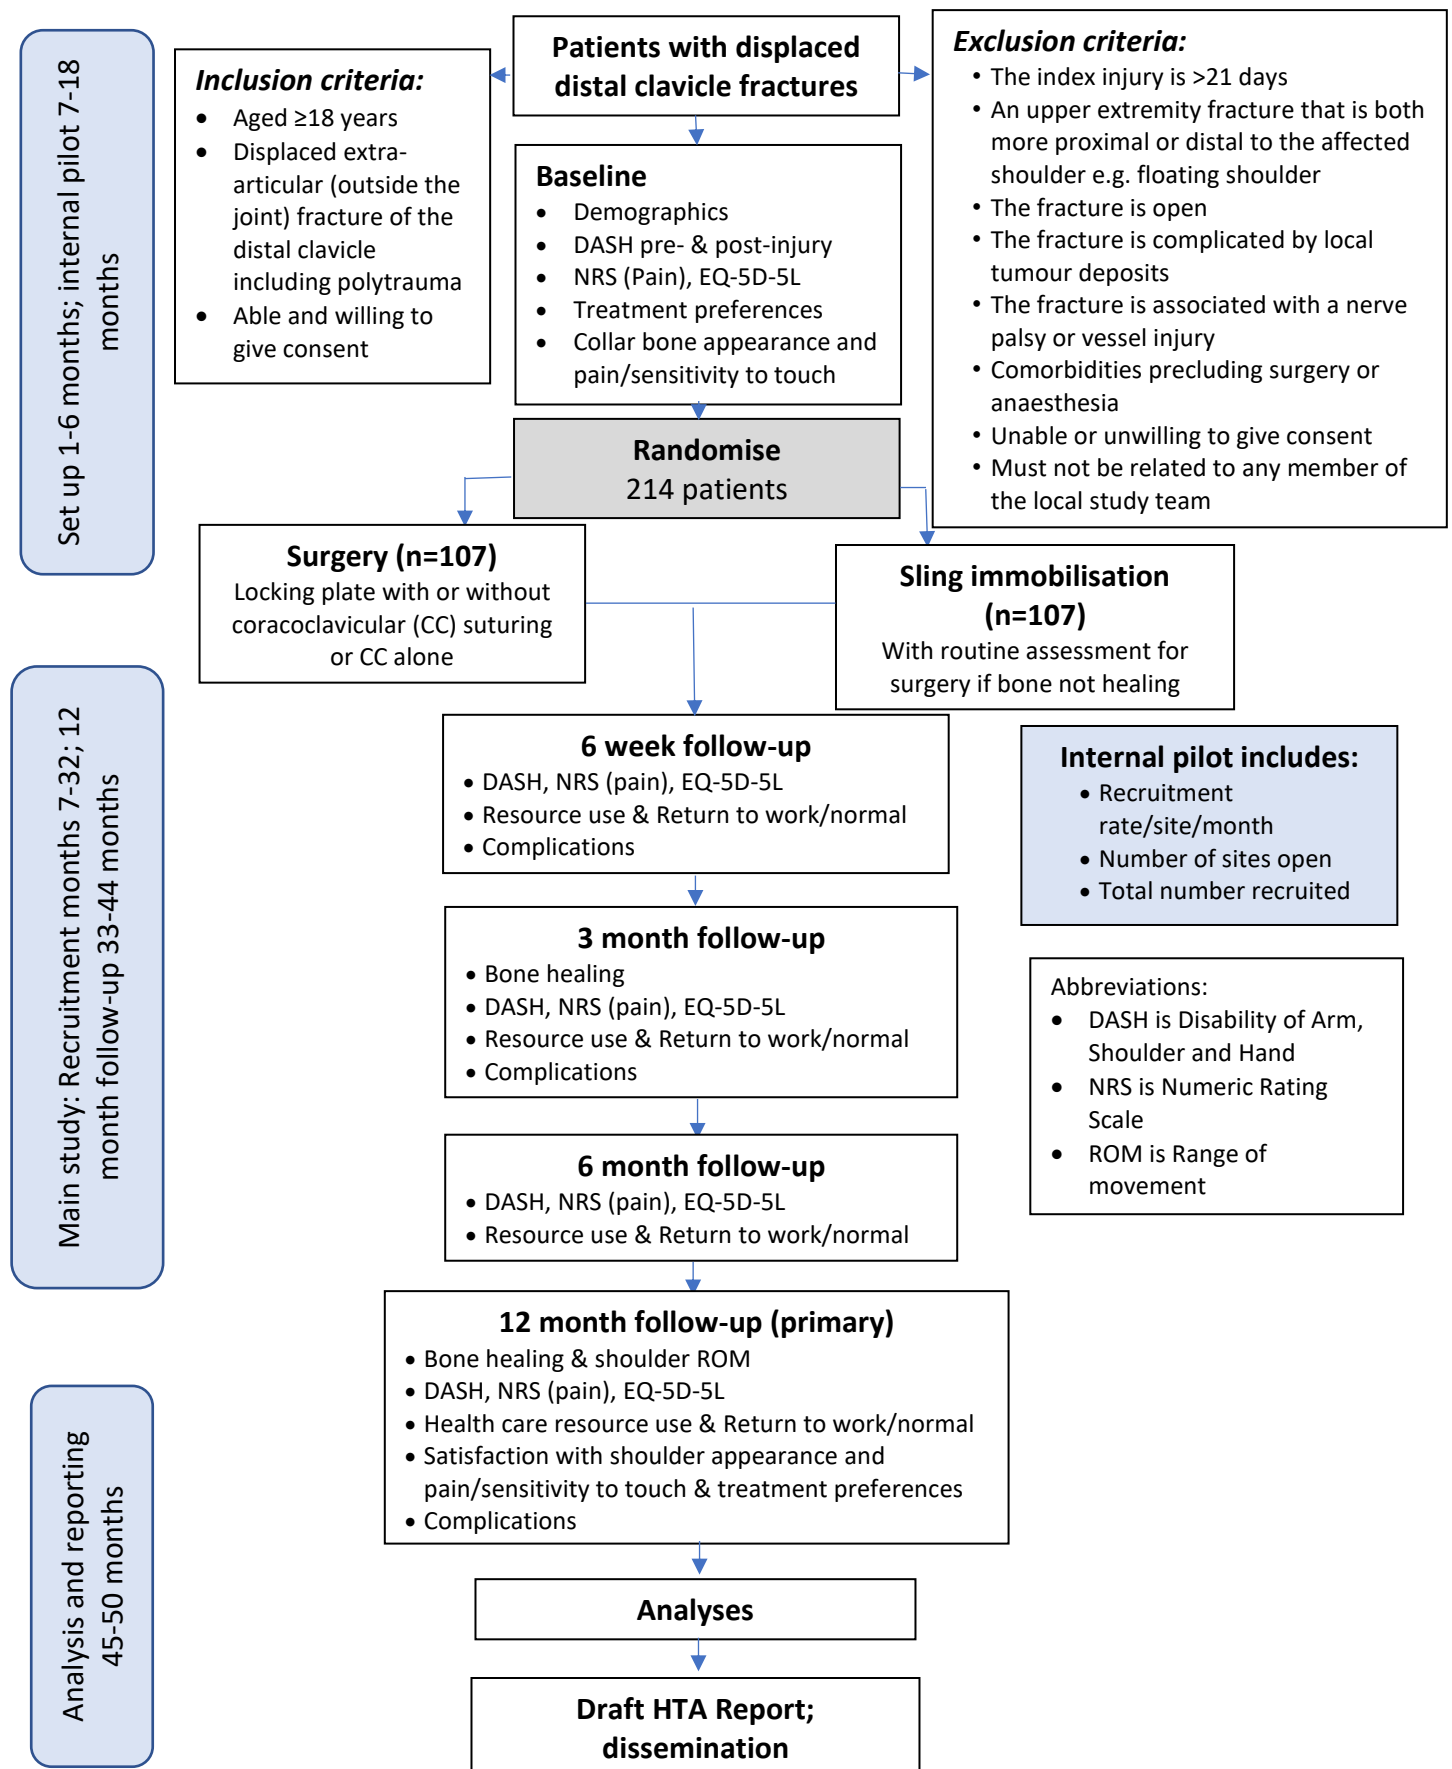 Set up 1-6 months; internal pilot 7-18
months
Inclusion criteria:
• Aged ≥18 years
• Displaced extra-
articular (outside the
joint) fracture of the
distal clavicle
including polytrauma
• Able and willing to
give consent
Patients with displaced
distal clavicle fractures
Exclusion criteria:
• The index injury is >21 days
• An upper extremity fracture that is both
more proximal or distal to the affected
shoulder e.g. floating shoulder
• The fracture is open
• The fracture is complicated by local
tumour deposits
• The fracture is associated with a nerve
palsy or vessel injury
• Comorbidities precluding surgery or
anaesthesia
• Unable or unwilling to give consent
• Must not be related to any member of
the local study team
Baseline
• Demographics
• DASH pre- & post-injury
• NRS (Pain), EQ-5D-5L
• Treatment preferences
• Collar bone appearance and
pain/sensitivity to touch
Randomise
214 patients
Surgery (n=107)
Locking plate with or without
coracoclavicular (CC) suturing
or CC alone
Sling immobilisation
(n=107)
With routine assessment for
surgery if bone not healing
Main study: Recruitment months 7-32; 12
month follow-up 33-44 months
6 week follow-up
• DASH, NRS (pain), EQ-5D-5L
• Resource use & Return to work/normal
• Complications
Internal pilot includes:
• Recruitment
rate/site/month
• Number of sites open
• Total number recruited
3 month follow-up
• Bone healing
• DASH, NRS (pain), EQ-5D-5L
• Resource use & Return to work/normal
• Complications
Abbreviations:
• DASH is Disability of Arm,
Shoulder and Hand
• NRS is Numeric Rating
Scale
• ROM is Range of
movement
6 month follow-up
• DASH, NRS (pain), EQ-5D-5L
• Resource use & Return to work/normal
12 month follow-up (primary)
• Bone healing & shoulder ROM
• DASH, NRS (pain), EQ-5D-5L
• Health care resource use & Return to work/normal
• Satisfaction with shoulder appearance and
pain/sensitivity to touch & treatment preferences
• Complications
Analysis and reporting
45-50 months
Analyses
Draft HTA Report;
dissemination